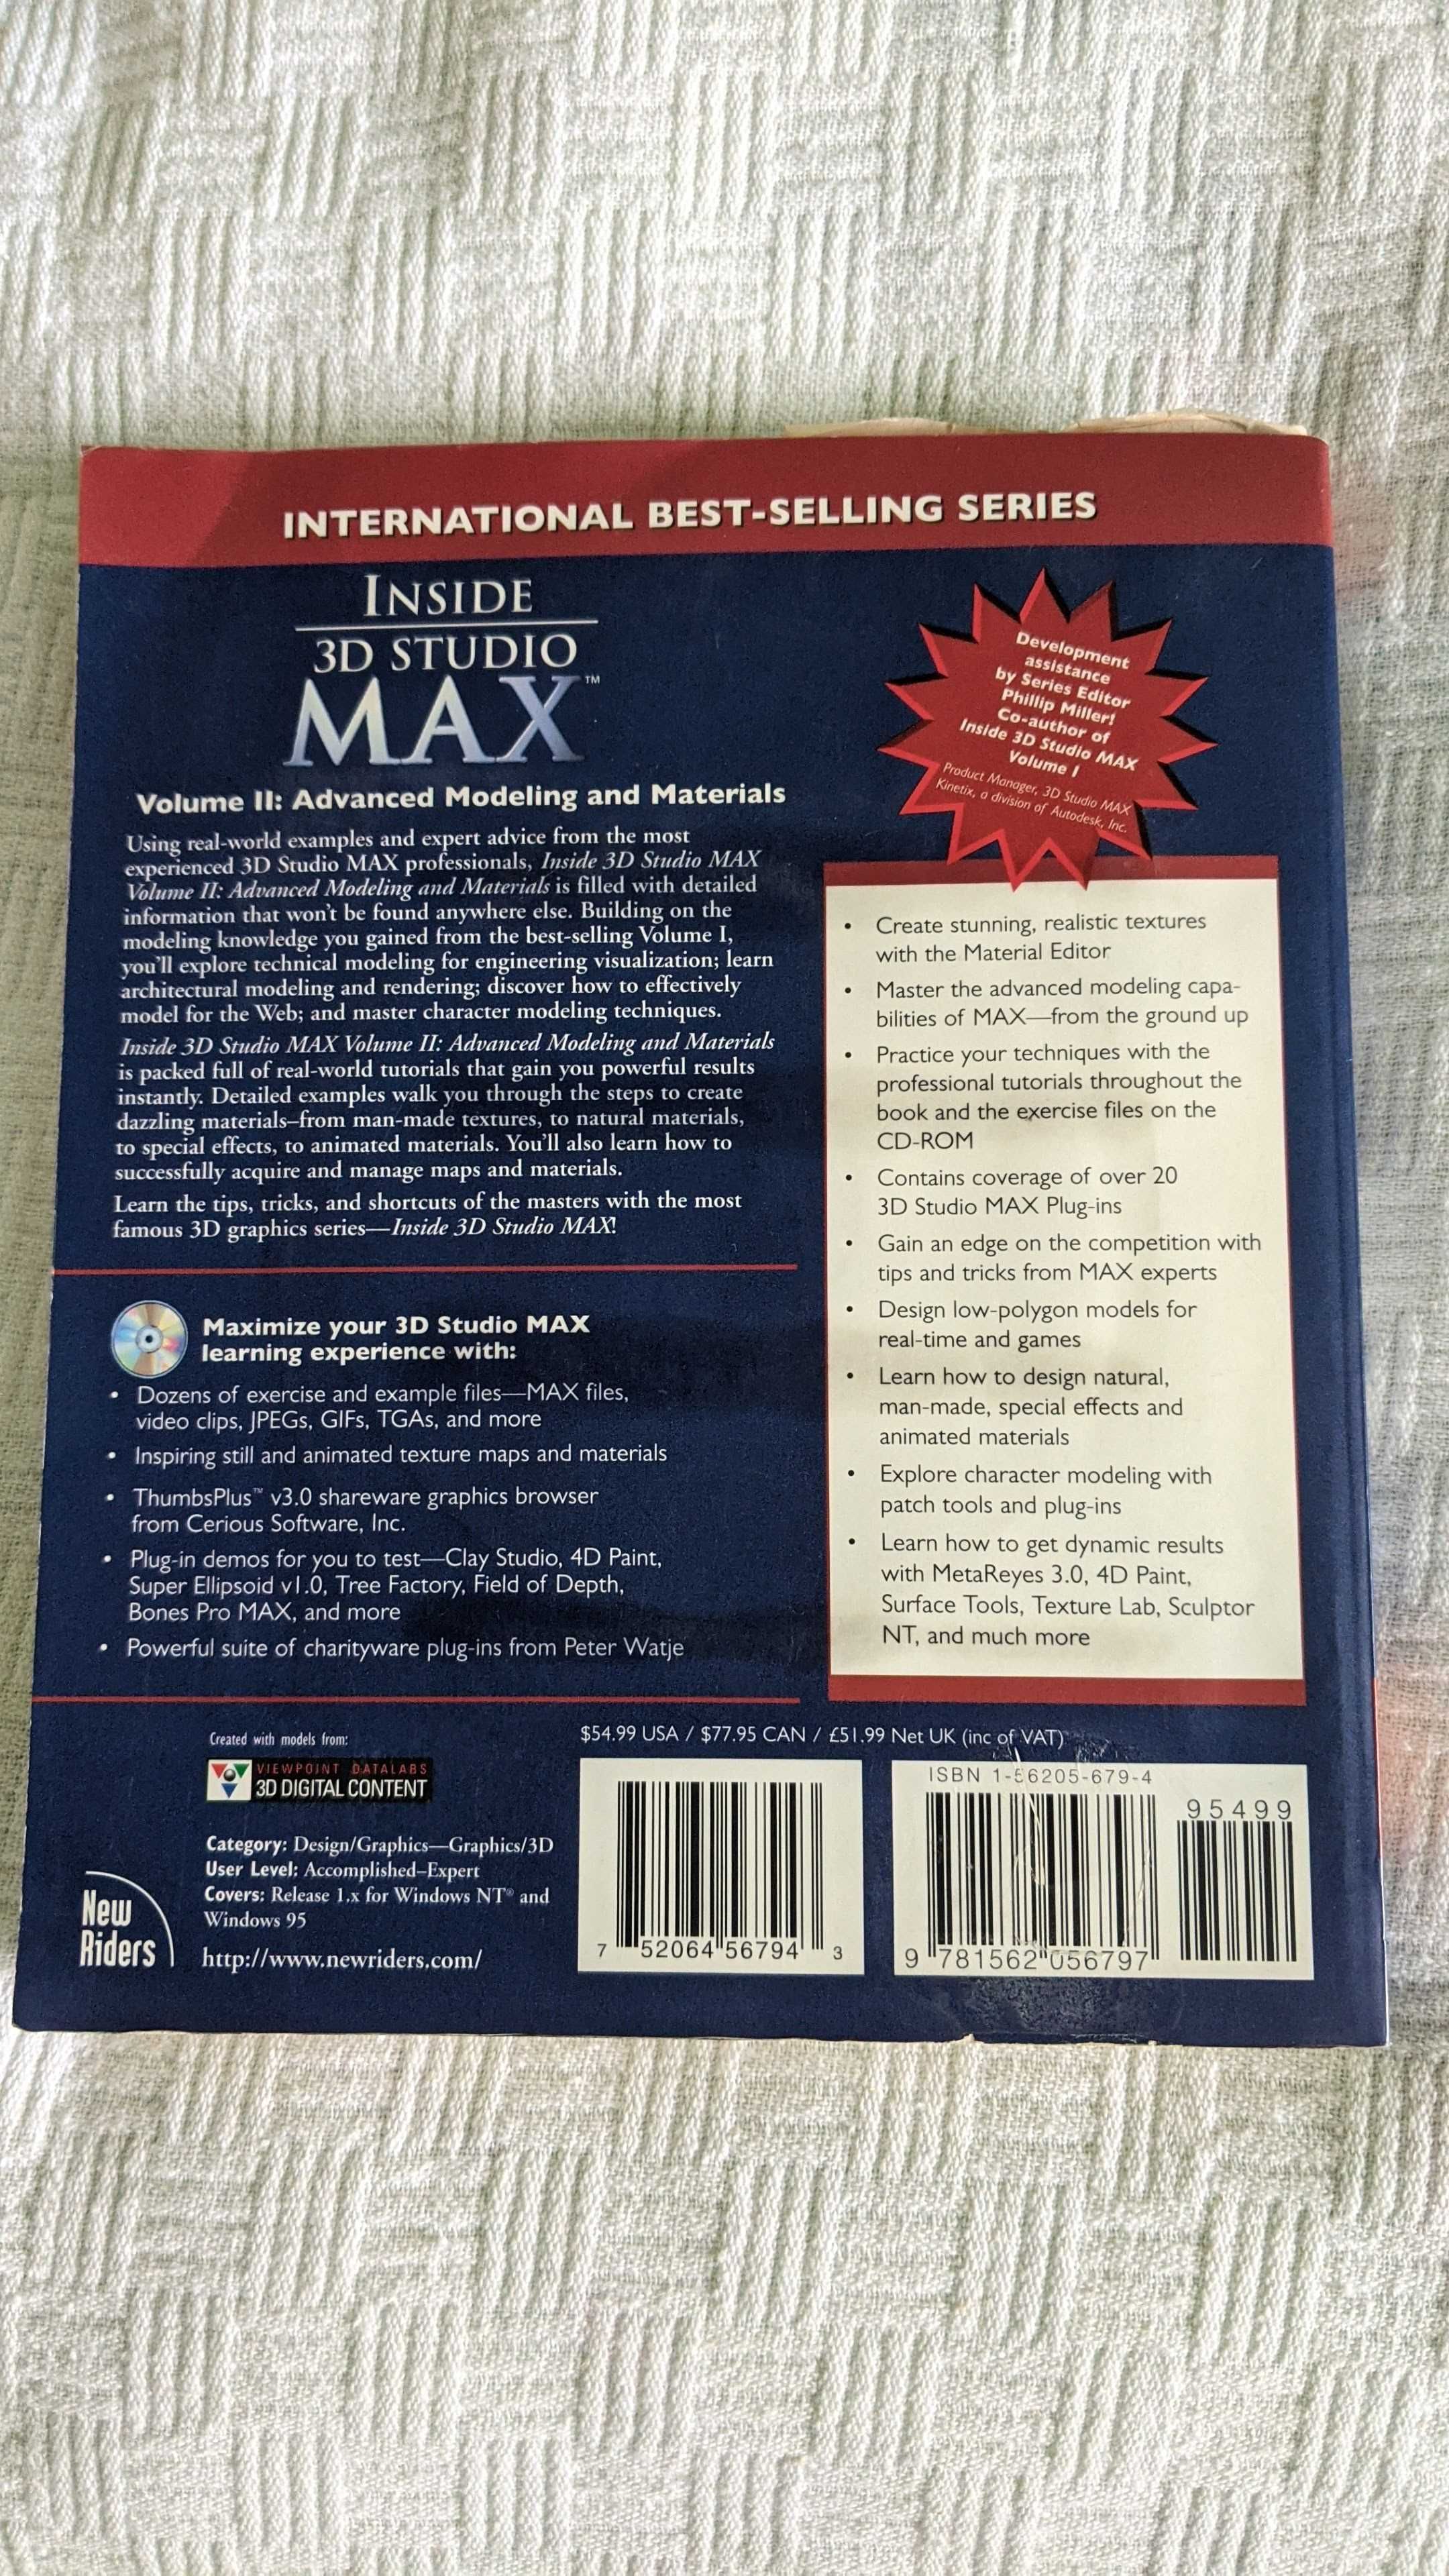 INTERNATIONAL BEST-SELLING SERIES
INSIDE
3D STUDIO
MAX™
Volume II: Advanced Modeling and Materials
Using real-world examples and expert advice from the most
experienced 3D Studio MAX professionals, Inside 3D Studio MAX
Volume II: Advanced Modeling and Materials is filled with detailed
information that won't be found anywhere else. Building on the
modeling knowledge you gained from the best-selling Volume I,
you'll explore technical modeling for engineering visualization; learn
architectural modeling and rendering; discover how to effectively
model for the Web; and master character modeling techniques.
Inside 3D Studio MAX Volume II: Advanced Modeling and Materials
is packed full of real-world tutorials that gain you powerful results
instantly. Detailed examples walk you through the steps to create
dazzling materials–from man-made textures, to natural materials,
to special effects, to animated materials. You'll also learn how to
successfully acquire and manage maps and materials.
Learn the tips, tricks, and shortcuts of the masters with the most
famous 3D graphics series—Inside 3D Studio MAX!
Maximize your 3D Studio MAX
learning experience with:
• Dozens of exercise and example files—MAX files,
video clips, JPEGs, GIFs, TGAs, and more
• Inspiring still and animated texture maps and materials
• ThumbsPlus™ v3.0 shareware graphics browser
from Cerious Software, Inc.
• Plug-in demos for you to test—Clay Studio, 4D Paint,
Super Ellipsoid v1.0, Tree Factory, Field of Depth,
Bones Pro MAX, and more
• Powerful suite of charityware plug-ins from Peter Watje
Development
assistance
by Series Editor
Phillip Miller!
Co-author of
Inside 3D Studio MAX
Volume I
Product Manager, 3D Studio MAX
Kinetix, a division of Autodesk, Inc.
• Create stunning, realistic textures
with the Material Editor
• Master the advanced modeling capa-
bilities of MAX—from the ground up
• Practice your techniques with the
professional tutorials throughout the
book and the exercise files on the
CD-ROM
• Contains coverage of over 20
3D Studio MAX Plug-ins
• Gain an edge on the competition with
tips and tricks from MAX experts
• Design low-polygon models for
real-time and games
• Learn how to design natural,
man-made, special effects and
animated materials
• Explore character modeling with
patch tools and plug-ins
• Learn how to get dynamic results
with MetaReyes 3.0, 4D Paint,
Surface Tools, Texture Lab, Sculptor
NT, and much more
Created with models from:
VIEWPOINT DATALABS
3D DIGITAL CONTENT
Category: Design/Graphics—Graphics/3D
User Level: Accomplished–Expert
Covers: Release 1.x for Windows NT® and
Windows 95
http://www.newriders.com/
New
Riders
$54.99 USA / $77.95 CAN / £51.99 Net UK (inc of VAT)
7 52064 56794 3
ISBN 1-56205-679-4
95499
9 781562 056797